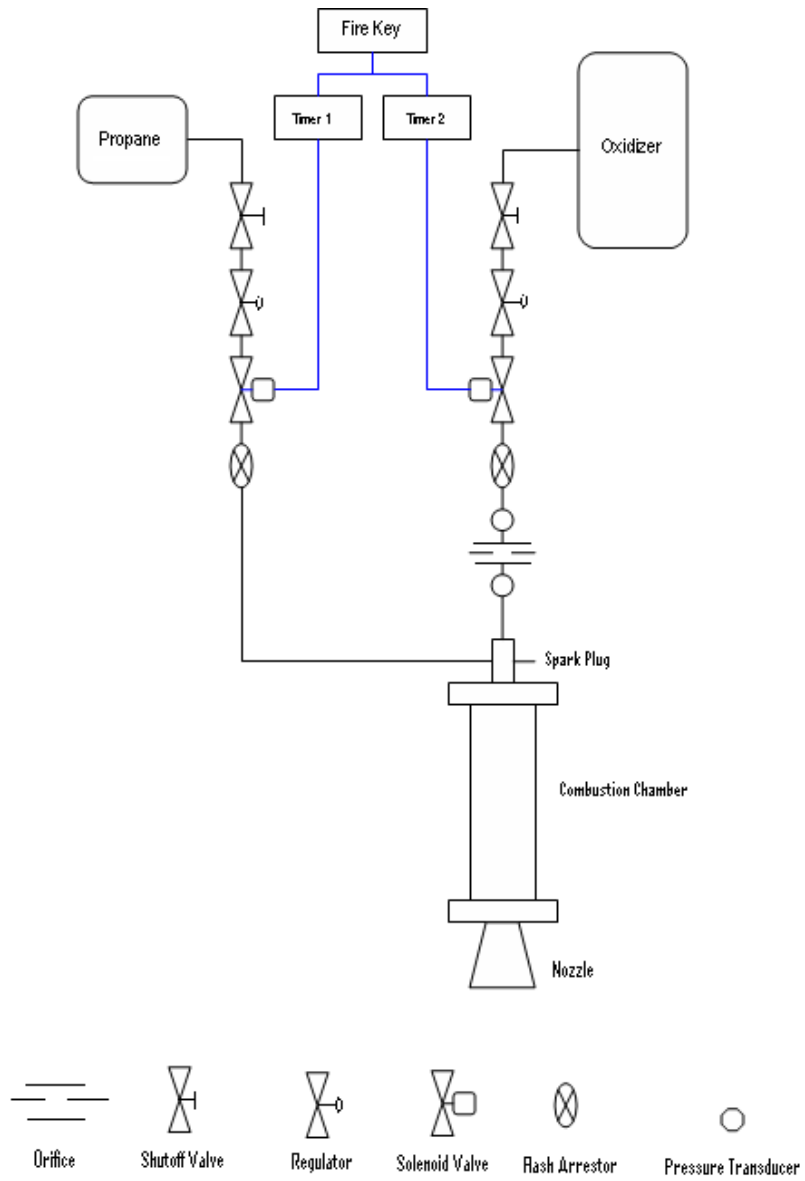 Fire Key
Timer 1
Timer 2
Propane
Oxidizer
Spark Plug
Combustion Chamber
Nozzle
Orifice
Shutoff Valve
Regulator
Solenoid Valve
Flash Arrestor
Pressure Transducer